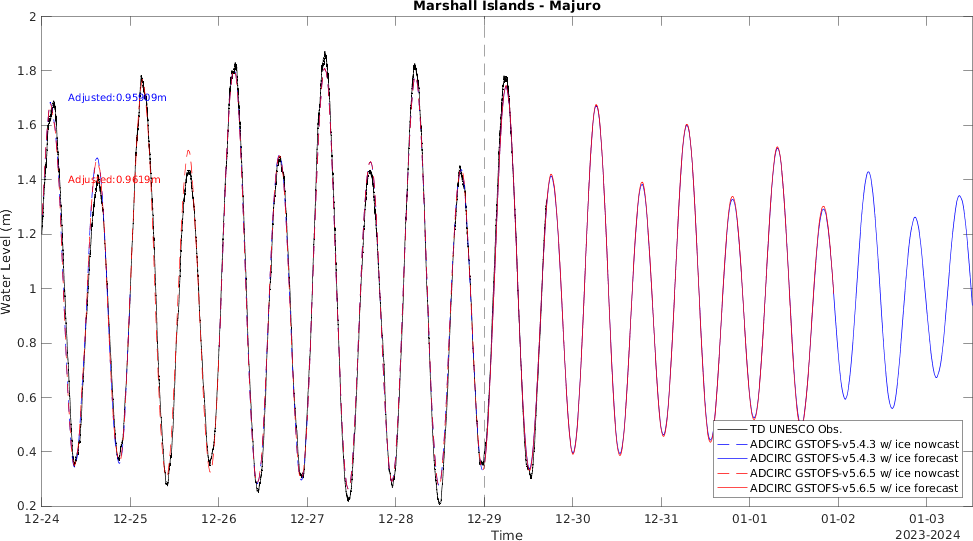 Marshall Islands - Majuro
2
1.8
1.6
1.4
1.2
1
0.8
0.6
0.4
0.2
Water Level (m)
Adjusted:0.95909m
Adjusted:0.9619m
TD UNESCO Obs.
ADCIRC GSTOFS-v5.4.3 w/ ice nowcast
ADCIRC GSTOFS-v5.4.3 w/ ice forecast
ADCIRC GSTOFS-v5.6.5 w/ ice nowcast
ADCIRC GSTOFS-v5.6.5 w/ ice forecast
12-24 12-25 12-26 12-27 12-28 12-29 12-30 12-31 01-01 01-02 01-03
Time
2023-2024